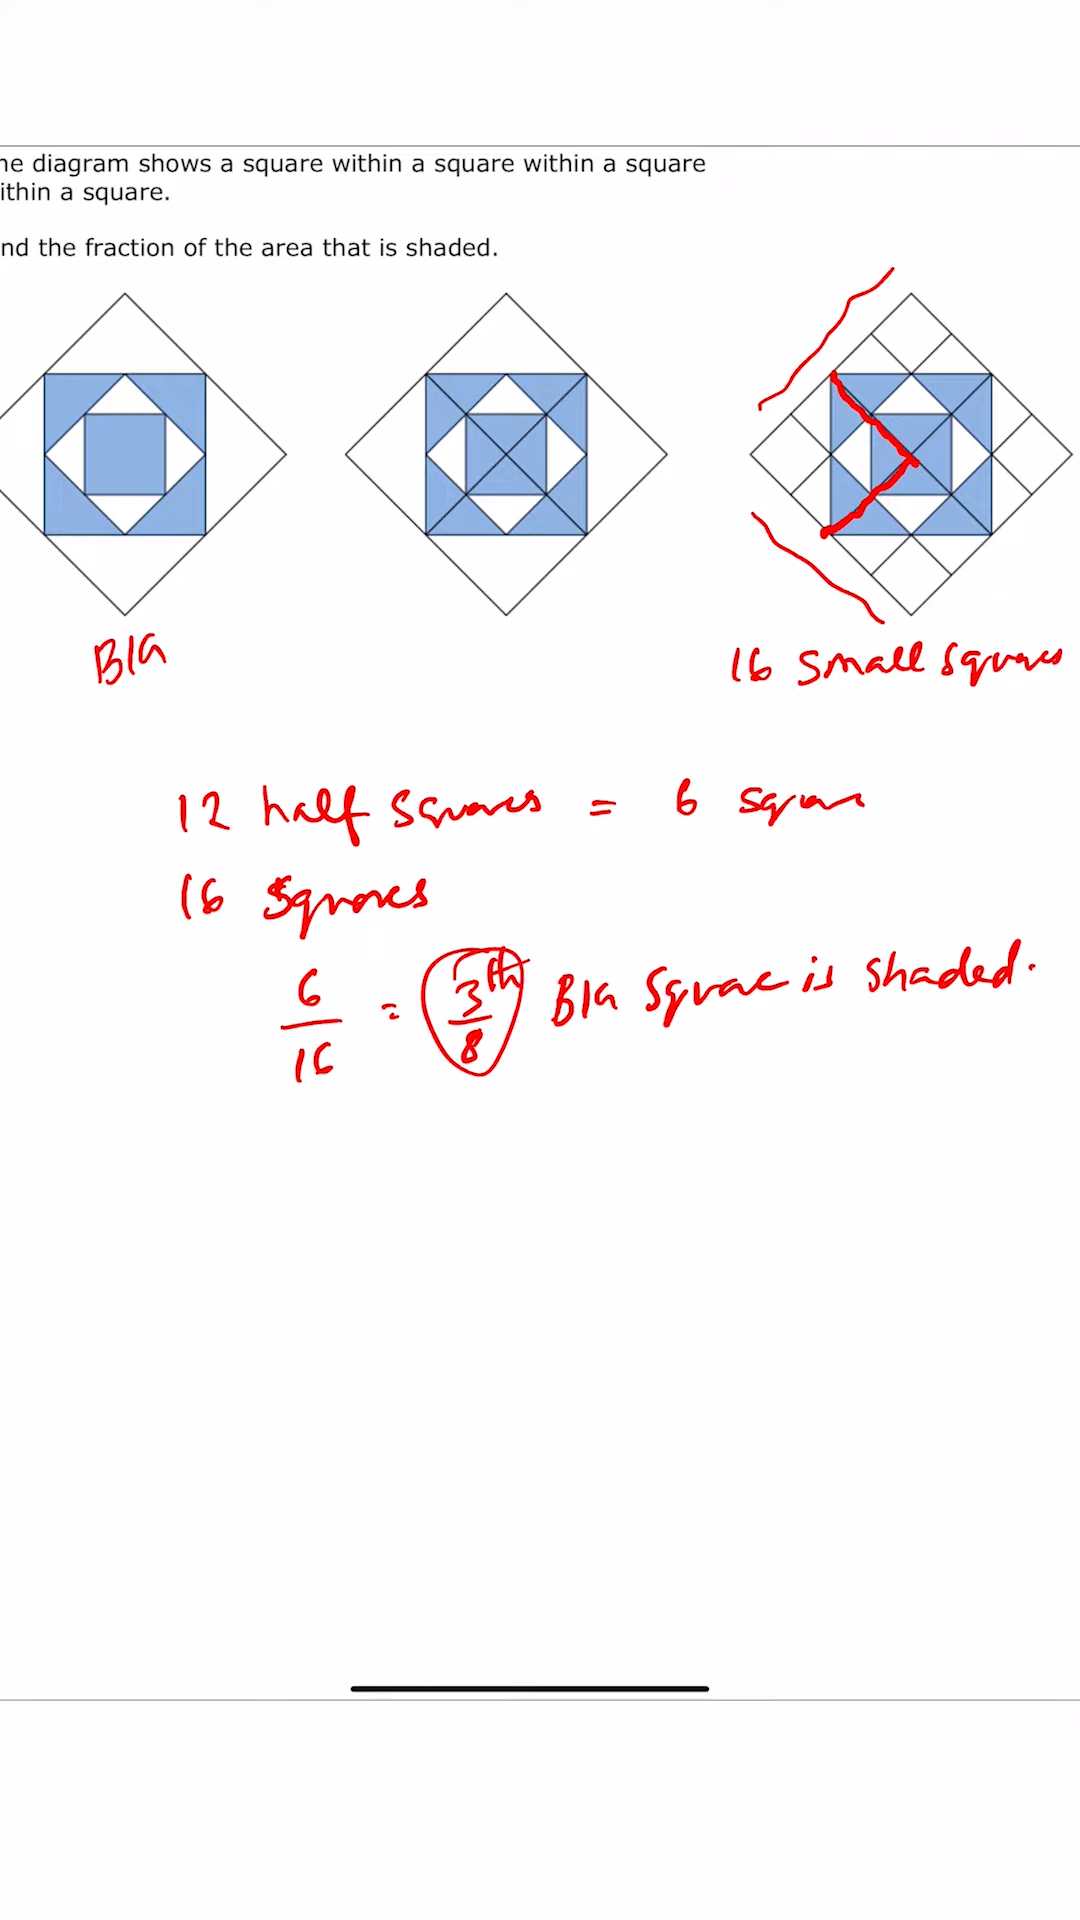 he diagram shows a square within a square within a square
ithin a square.
nd the fraction of the area that is shaded.
BIG
16 small squares
12 half squares = 6 square
16 squares
6/16 = 3/8 th BIG Square is shaded.